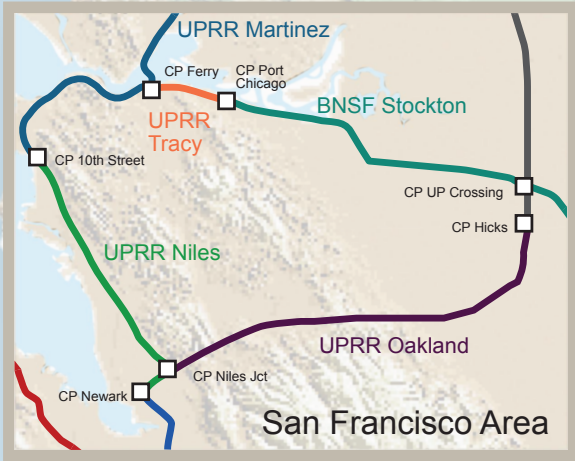 UPRR Martinez
CP Ferry
CP Port
Chicago
BNSF Stockton
UPRR
Tracy
CP 10th Street
CP UP Crossing
CP Hicks
UPRR Niles
UPRR Oakland
CP Niles Jct
CP Newark
San Francisco Area